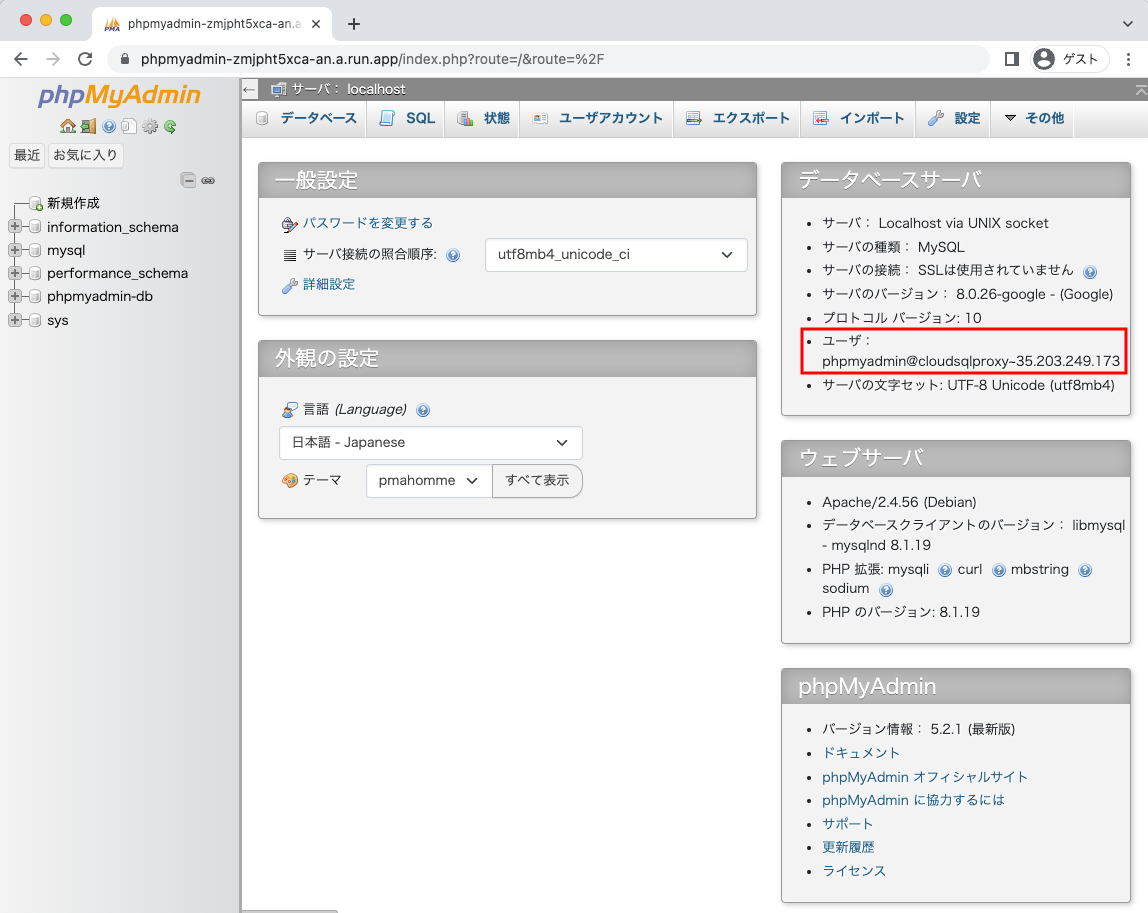 phpmyadmin-zmjpht5xca-an.a
phpmyadmin-zmjpht5xca-an.a.run.app/index.php?route=/&route=%2F
ゲスト
phpMyAdmin
最近
お気に入り
新規作成
information_schema
mysql
performance_schema
phpmyadmin-db
sys
サーバ: localhost
データベース
SQL
状態
ユーザアカウント
エクスポート
インポート
設定
その他
一般設定
パスワードを変更する
サーバ接続の照合順序:
utf8mb4_unicode_ci
詳細設定
外観の設定
言語 (Language)
日本語 - Japanese
テーマ
pmahomme
すべて表示
データベースサーバ
サーバ: Localhost via UNIX socket
サーバの種類: MySQL
サーバの接続: SSLは使用されていません
サーバのバージョン: 8.0.26-google - (Google)
プロトコル バージョン: 10
ユーザ:
phpmyadmin@cloudsqlproxy~35.203.249.173
サーバの文字セット: UTF-8 Unicode (utf8mb4)
ウェブサーバ
Apache/2.4.56 (Debian)
データベースクライアントのバージョン: libmysql
- mysqlnd 8.1.19
PHP 拡張: mysqli curl mbstring
sodium
PHP のバージョン: 8.1.19
phpMyAdmin
バージョン情報: 5.2.1 (最新版)
ドキュメント
phpMyAdmin オフィシャルサイト
phpMyAdmin に協力するには
サポート
更新履歴
ライセンス